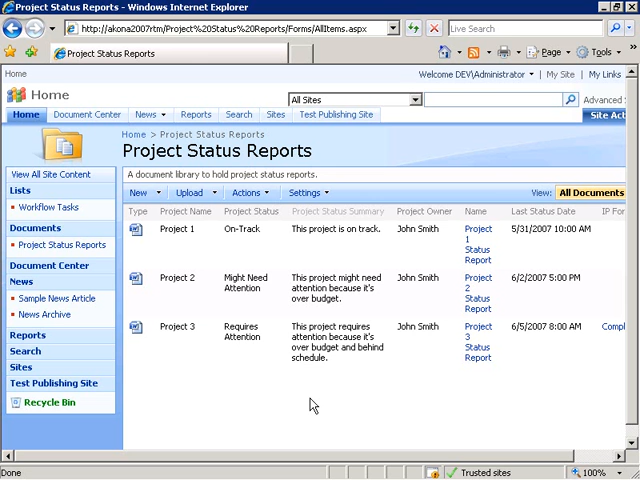 Project Status Reports - Windows Internet Explorer
http://akona2007rtm/Project%20Status%20Reports/Forms/AllItems.aspx
Live Search
Project Status Reports
Page
Tools
Home
Welcome DEV\Administrator
My Site
My Links
Home
All Sites
Advanced
Home
Document Center
News
Reports
Search
Sites
Test Publishing Site
Site Act
Home > Project Status Reports
Project Status Reports
View All Site Content
Lists
Workflow Tasks
Documents
Project Status Reports
Document Center
News
Sample News Article
News Archive
Reports
Search
Sites
Test Publishing Site
Recycle Bin
A document library to hold project status reports.
New
Upload
Actions
Settings
View:
All Documents
Type
Project Name
Project Status
Project Status Summary
Project Owner
Name
Last Status Date
IP For
Project 1
On-Track
This project is on track.
John Smith
Project
1
Status
Report
5/31/2007 10:00 AM
Project 2
Might Need
Attention
This project might need
attention because it's
over budget.
John Smith
Project
2
Status
Report
6/2/2007 5:00 PM
Project 3
Requires
Attention
This project requires
attention because it's
over budget and behind
schedule.
John Smith
Project
3
Status
Report
6/5/2007 8:00 AM
Compl
Done
Trusted sites
100%